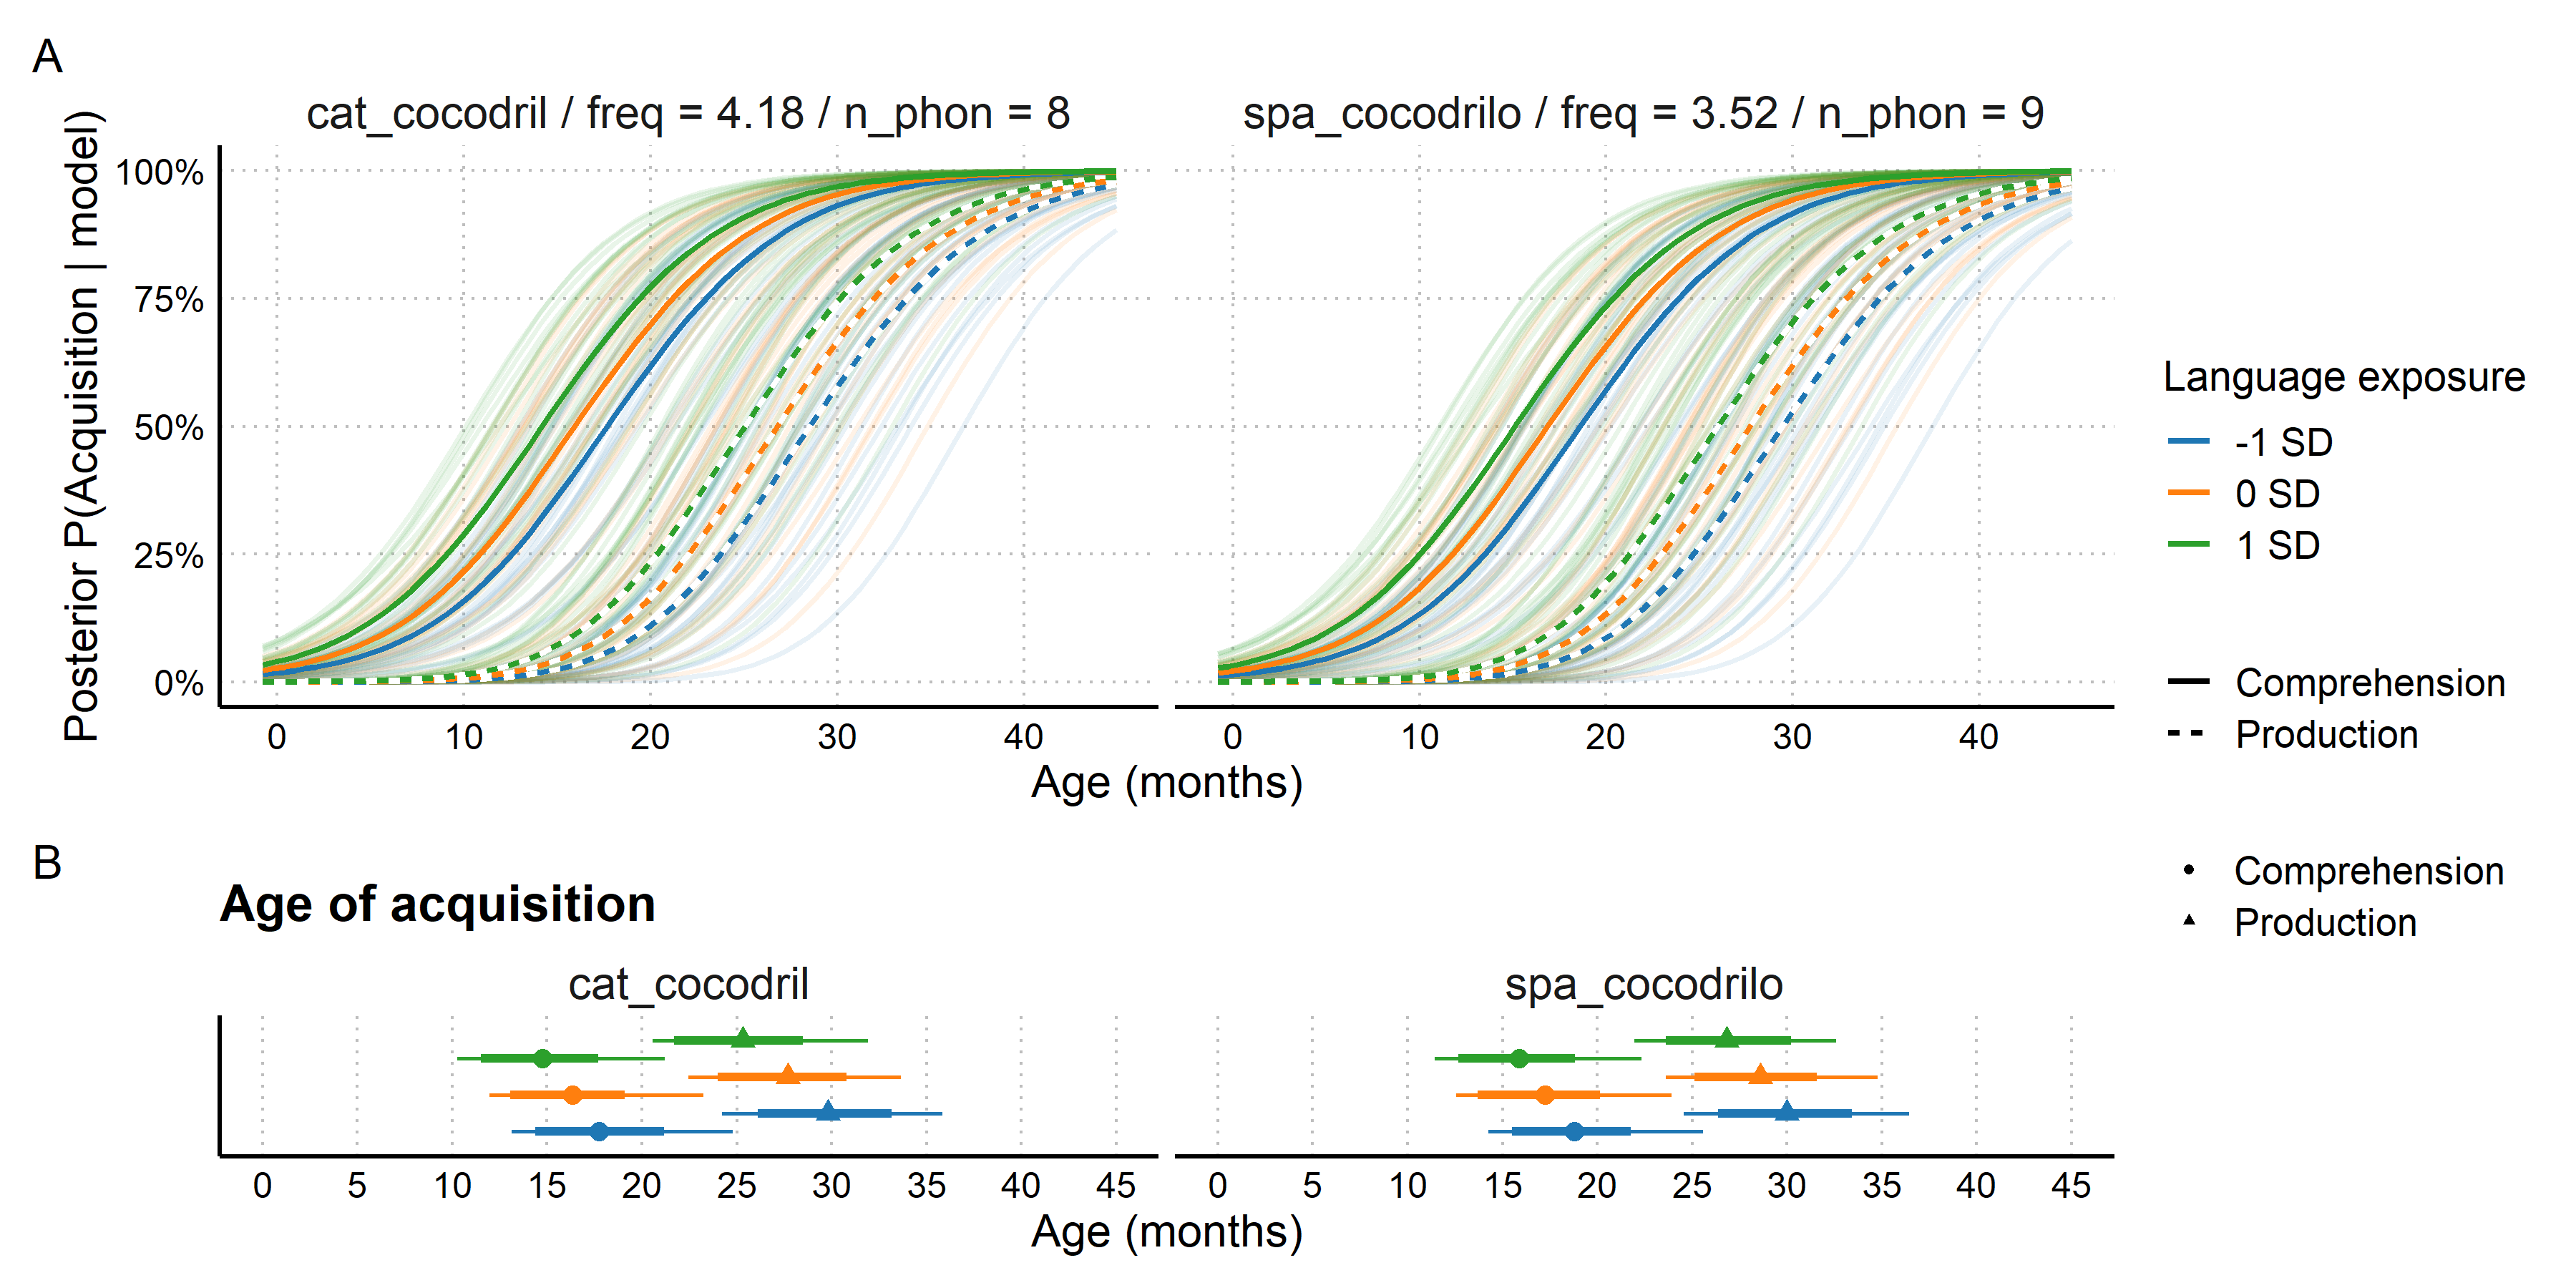 A
cat_cocodril / freq = 4.18 / n_phon = 8
spa_cocodrilo / freq = 3.52 / n_phon = 9
Posterior P(Acquisition | model)
100%
75%
50%
25%
0%
0 10 20 30 40
0 10 20 30 40
Age (months)
Language exposure
-1 SD
0 SD
1 SD
Comprehension
Production
Comprehension
Production
B
Age of acquisition
cat_cocodril
spa_cocodrilo
0 5 10 15 20 25 30 35 40 45
0 5 10 15 20 25 30 35 40 45
Age (months)